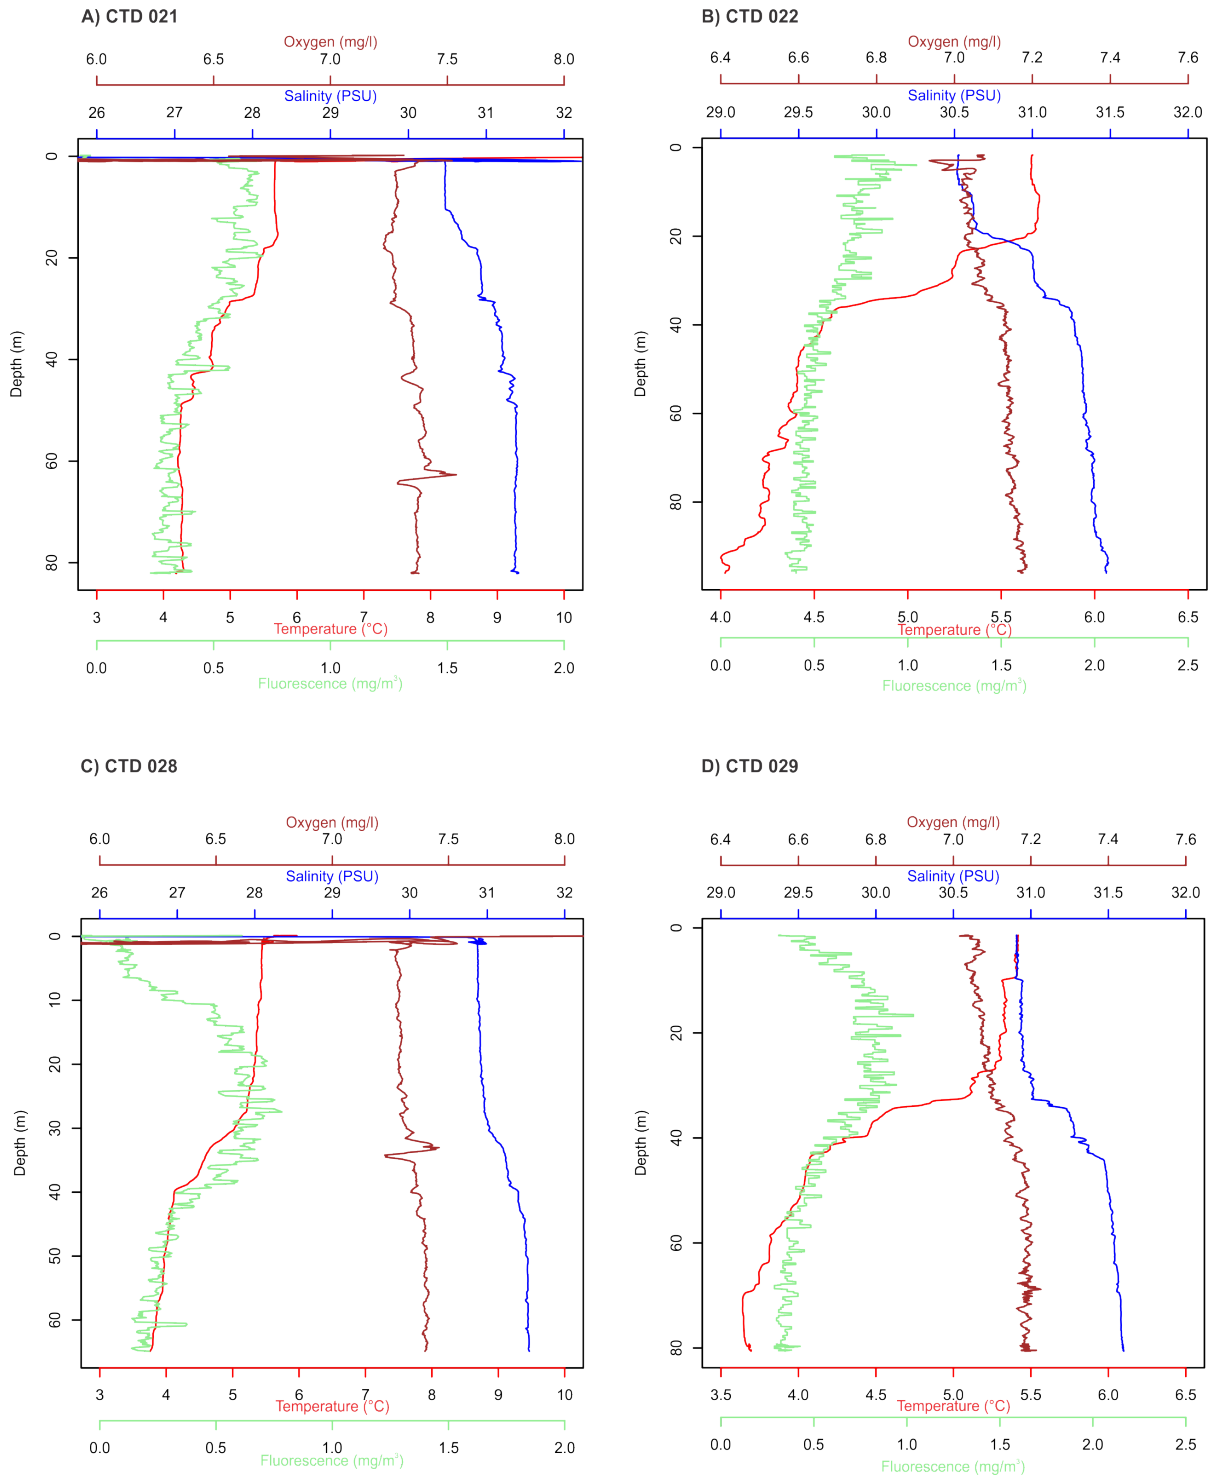 A) CTD 021
Oxygen (mg/l)
6.0 6.5 7.0 7.5 8.0
Salinity (PSU)
26 27 28 29 30 31 32
Depth (m)
0
20
40
60
80
3 4 5 6 7 8 9 10
Temperature (°C)
0.0 0.5 1.0 1.5 2.0
Fluorescence (mg/m³)
B) CTD 022
Oxygen (mg/l)
6.4 6.6 6.8 7.0 7.2 7.4 7.6
Salinity (PSU)
29.0 29.5 30.0 30.5 31.0 31.5 32.0
Depth (m)
0
20
40
60
80
4.0 4.5 5.0 5.5 6.0 6.5
Temperature (°C)
0.0 0.5 1.0 1.5 2.0 2.5
Fluorescence (mg/m³)
C) CTD 028
Oxygen (mg/l)
6.0 6.5 7.0 7.5 8.0
Salinity (PSU)
26 27 28 29 30 31 32
Depth (m)
0
10
20
30
40
50
60
3 4 5 6 7 8 9 10
Temperature (°C)
0.0 0.5 1.0 1.5 2.0
Fluorescence (mg/m³)
D) CTD 029
Oxygen (mg/l)
6.4 6.6 6.8 7.0 7.2 7.4 7.6
Salinity (PSU)
29.0 29.5 30.0 30.5 31.0 31.5 32.0
Depth (m)
0
20
40
60
80
3.5 4.0 4.5 5.0 5.5 6.0 6.5
Temperature (°C)
0.0 0.5 1.0 1.5 2.0 2.5
Fluorescence (mg/m³)